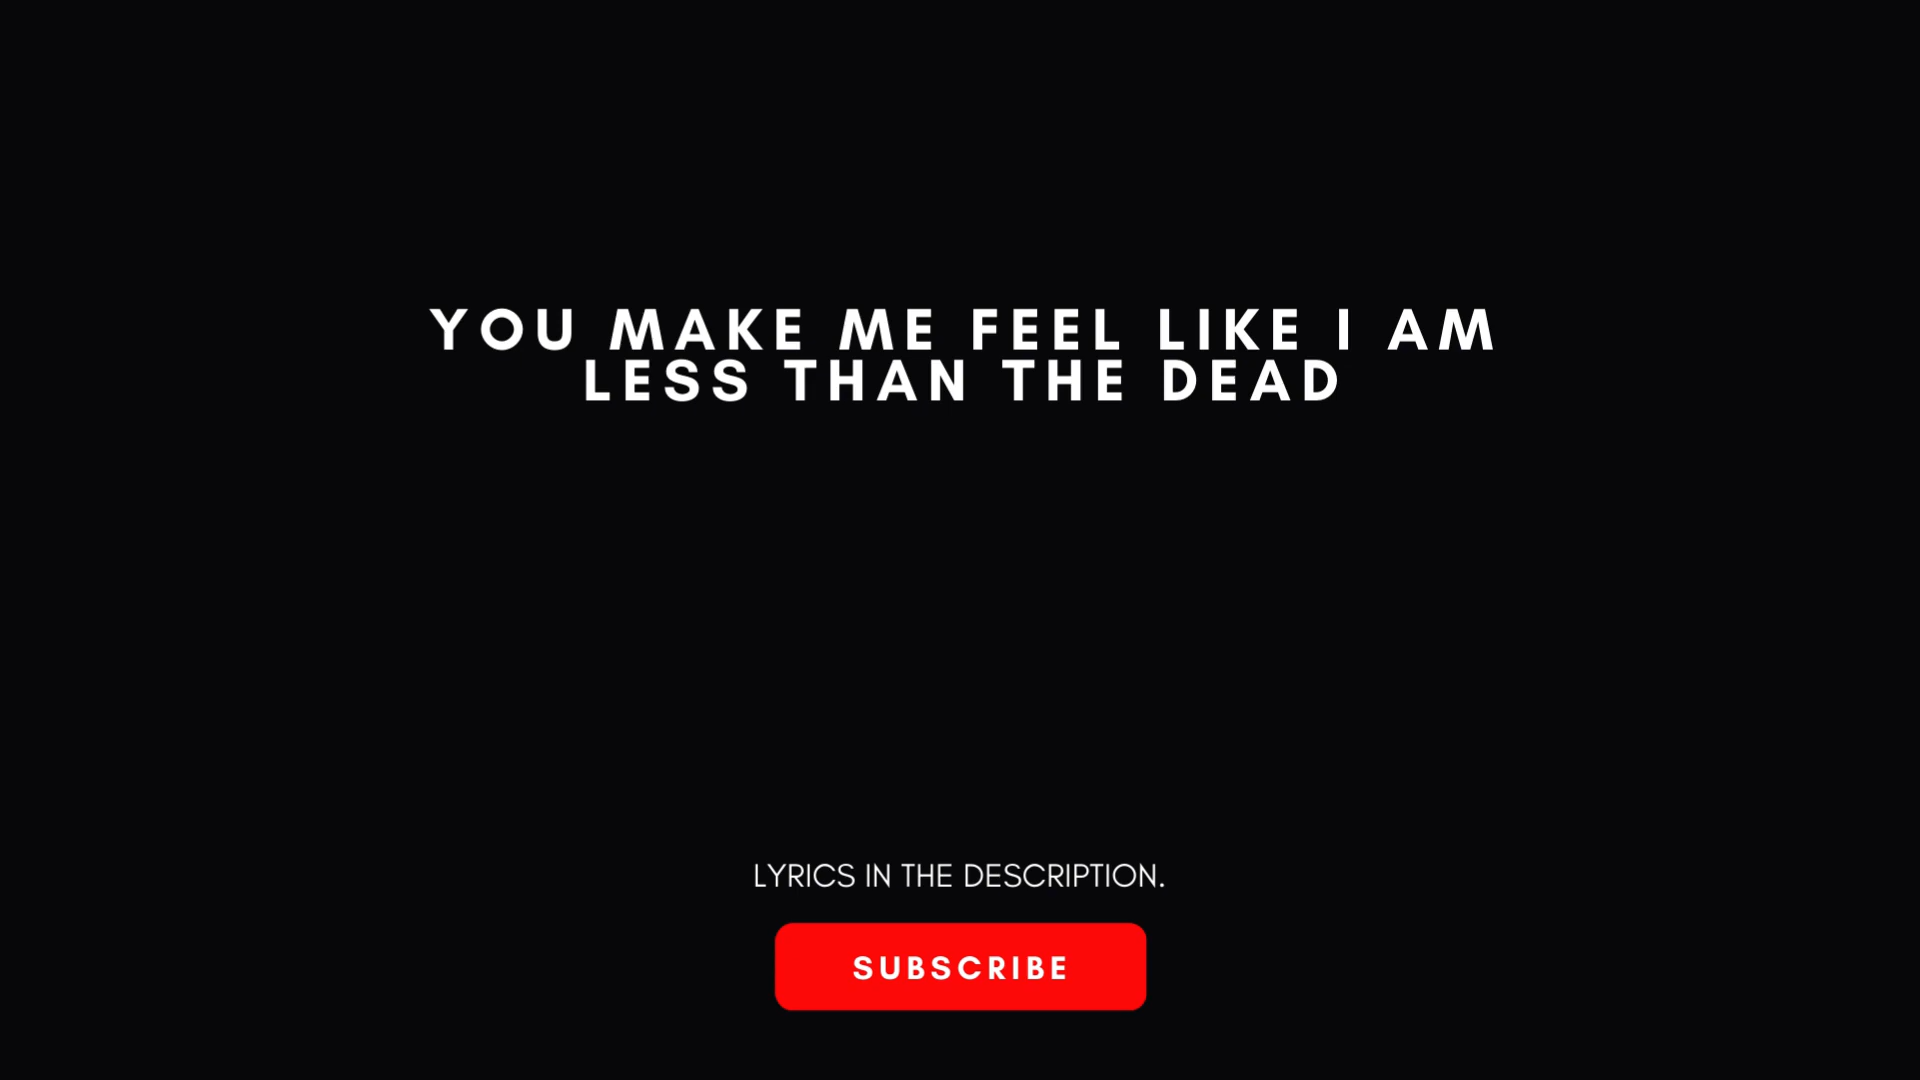 YOU MAKE ME FEEL LIKE I AM
LESS THAN THE DEAD
LYRICS IN THE DESCRIPTION.
SUBSCRIBE